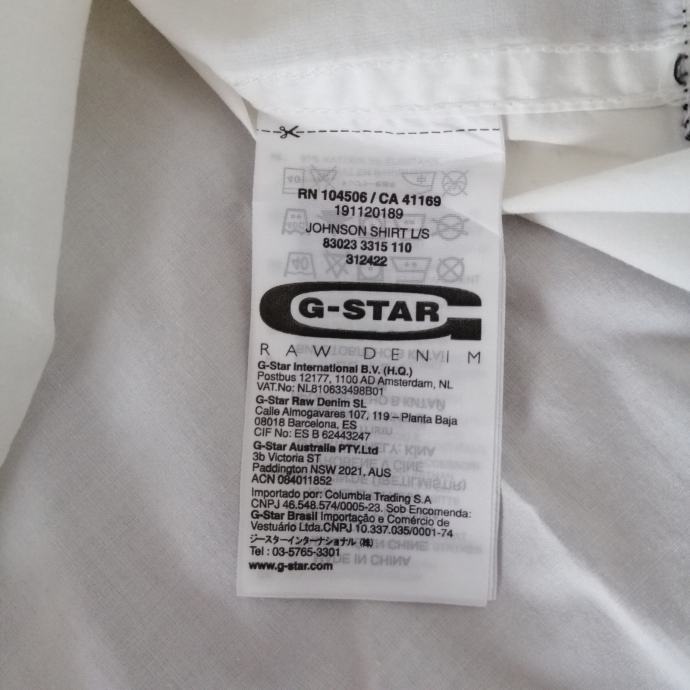 RN 104506 / CA 41169
191120189
JOHNSON SHIRT L/S
83023 3315 110
312422
G-STAR
RAW DENIM
G-Star International B.V. (H.Q.)
Postbus 12177, 1100 AD Amsterdam, NL
VAT.No: NL810633498B01
G-Star Raw Denim SL
Calle Almogavares 107, 119 – Planta Baja
08018 Barcelona, ES
CIF No: ES B 62443247
G-Star Australia PTY.Ltd
3b Victoria ST
Paddington NSW 2021, AUS
ACN 084011852
Importado por: Columbia Trading S.A
CNPJ 46.548.574/0005-23. Sob Encomenda:
G-Star Brasil Importação e Comércio de
Vestuário Ltda.CNPJ 10.337.035/0001-74
ジースターインターナショナル (株)
Tel : 03-5765-3301
www.g-star.com
MADE IN CHINA